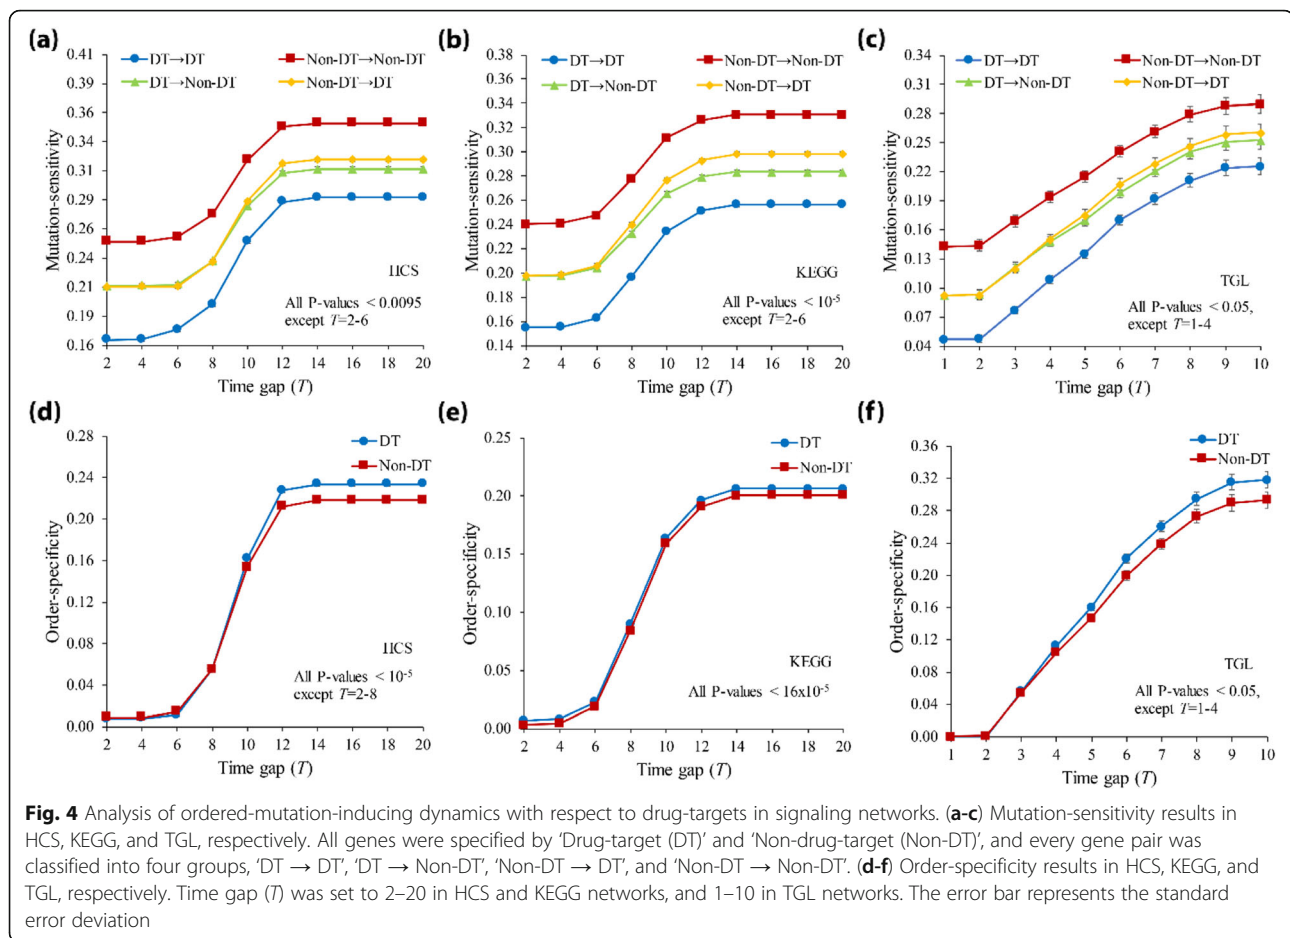 (a)
0.41
0.39
0.36
0.34
0.31
0.29
0.26
0.24
0.21
0.19
0.16
Mutation-sensitivity
DT→DT
Non-DT→Non-DT
DT→Non-DT
Non-DT→DT
HCS
All P-values < 0.0095
except T=2-6
2 4 6 8 10 12 14 16 18 20
Time gap (T)
(b)
0.38
0.36
0.34
0.32
0.30
0.28
0.26
0.24
0.22
0.20
0.18
0.16
0.14
Mutation-sensitivity
DT→DT
Non-DT→Non-DT
DT→Non-DT
Non-DT→DT
KEGG
All P-values < 10-5
except T=2-6
2 4 6 8 10 12 14 16 18 20
Time gap (T)
(c)
0.34
0.31
0.28
0.25
0.22
0.19
0.16
0.13
0.10
0.07
0.04
Mutation-sensitivity
DT→DT
Non-DT→Non-DT
DT→Non-DT
Non-DT→DT
TGL
All P-values < 0.05,
except T=1-4
1 2 3 4 5 6 7 8 9 10
Time gap (T)
(d)
0.28
0.24
0.20
0.16
0.12
0.08
0.04
0.00
Order-specificity
DT
Non-DT
HCS
All P-values < 10-5
except T=2-8
2 4 6 8 10 12 14 16 18 20
Time gap (T)
(e)
0.25
0.20
0.15
0.10
0.05
0.00
Order-specificity
DT
Non-DT
KEGG
All P-values < 16x10-5
2 4 6 8 10 12 14 16 18 20
Time gap (T)
(f)
0.36
0.32
0.28
0.24
0.20
0.16
0.12
0.08
0.04
0.00
Order-specificity
DT
Non-DT
TGL
All P-values < 0.05,
except T=1-4
1 2 3 4 5 6 7 8 9 10
Time gap (T)
Fig. 4 Analysis of ordered-mutation-inducing dynamics with respect to drug-targets in signaling networks. (a-c) Mutation-sensitivity results in
HCS, KEGG, and TGL, respectively. All genes were specified by ‘Drug-target (DT)’ and ‘Non-drug-target (Non-DT)’, and every gene pair was
classified into four groups, ‘DT → DT’, ‘DT → Non-DT’, ‘Non-DT → DT’, and ‘Non-DT → Non-DT’. (d-f) Order-specificity results in HCS, KEGG, and
TGL, respectively. Time gap (T) was set to 2–20 in HCS and KEGG networks, and 1–10 in TGL networks. The error bar represents the standard
error deviation